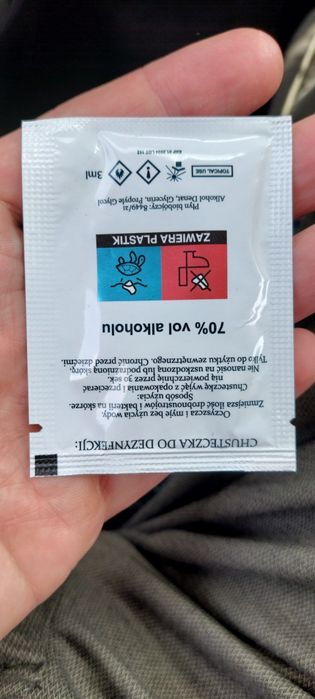 CHUSTECZKA DO DEZYNFEKCJI:
Oczyszcza i myje bez użycia wody.
Zmniejsza ilość drobnoustrojów i bakterii na skórze.
Sposób użycia:
Chusteczkę wyjąć z opakowania i przecierać
nią powierzchnię przez 30 sek.
Nie nanosić na uszkodzoną lub podrażnioną skórę.
Tylko do użytku zewnętrznego. Chronić przed dziećmi.
70% vol alkoholu
ZAWIERA PLASTIK
Płyn biobójczy: 8449/21
Alkohol Denat, Glycerin, Propyle Glycol
3ml
TOPICAL USE